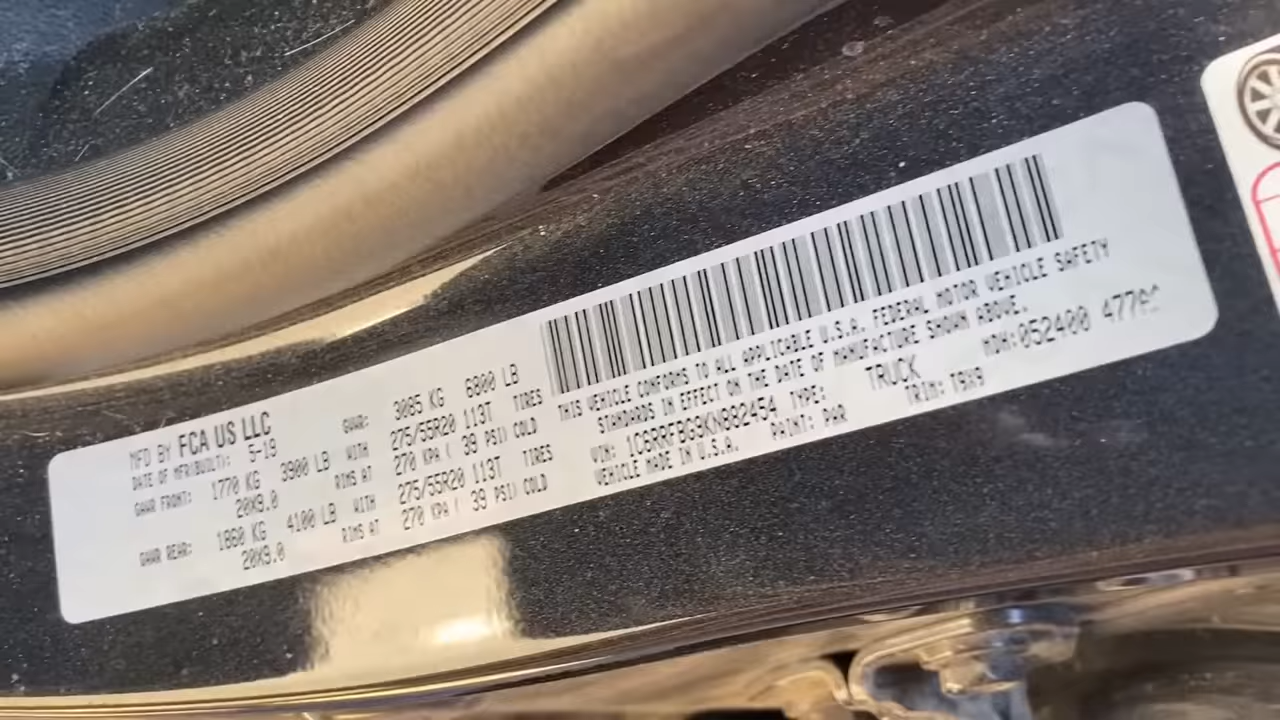 MFD BY FCA US LLC
DATE OF MFR(BUILT): 5-19
GVWR: 3085 KG 6800 LB
GAWR FRONT: 1770 KG 3900 LB WITH 275/55R20 113T TIRES
20X9.0 RIMS AT 270 KPA ( 39 PSI) COLD
GAWR REAR: 1860 KG 4100 LB WITH 275/55R20 113T TIRES
20X9.0 RIMS AT 270 KPA ( 39 PSI) COLD
THIS VEHICLE CONFORMS TO ALL APPLICABLE U.S.A. FEDERAL MOTOR VEHICLE SAFETY
STANDARDS IN EFFECT ON THE DATE OF MANUFACTURE SHOWN ABOVE.
VIN: 1C6RRFBG9KN882454 TYPE: TRUCK MDH:052400
VEHICLE MADE IN U.S.A. PAINT: PAR TRIM: T9X9